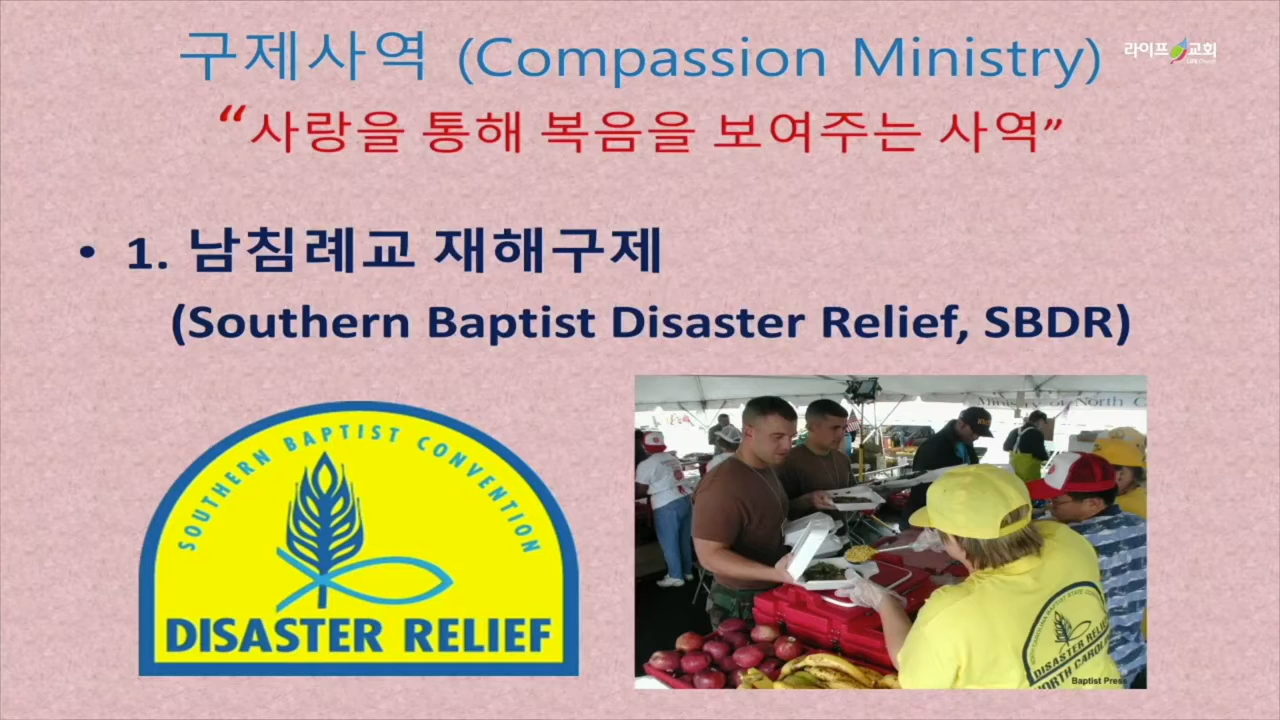 구제사역 (Compassion Ministry)
라이프 교회
“사랑을 통해 복음을 보여주는 사역”
• 1. 남침례교 재해구제
(Southern Baptist Disaster Relief, SBDR)
SOUTHERN BAPTIST CONVENTION
DISASTER RELIEF
DISASTER RELIEF
NORTH CAROLI
Baptist Press